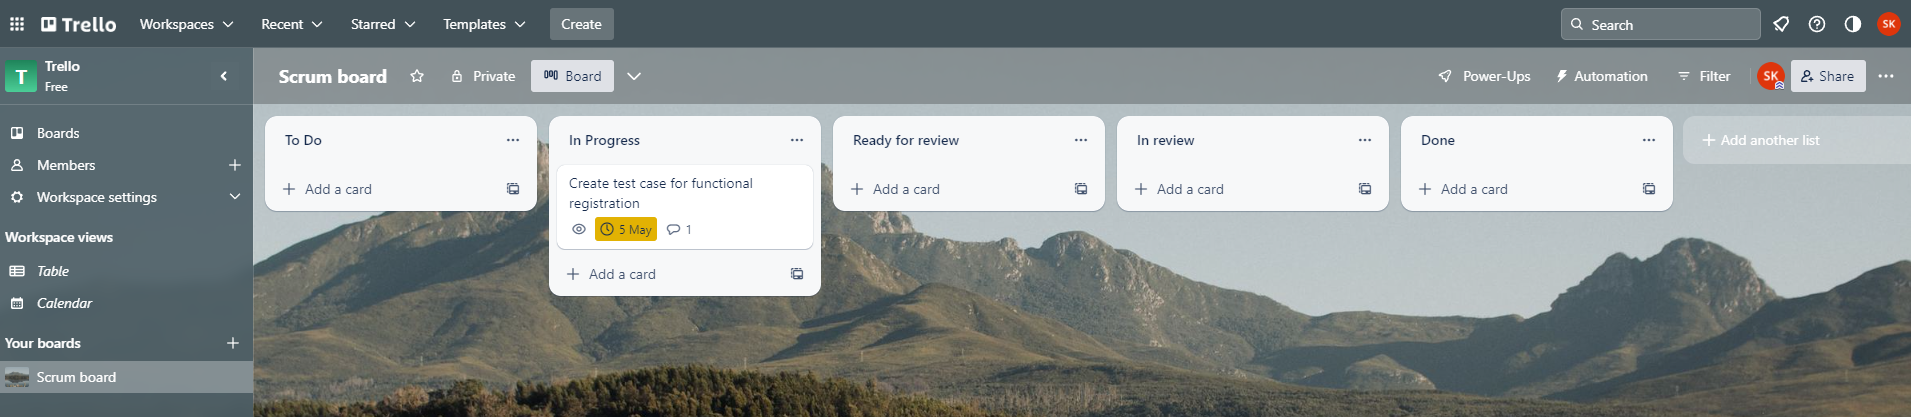 Trello
Workspaces
Recent
Starred
Templates
Create
Search
SK
T
Trello
Free
Scrum board
Private
Board
Power-Ups
Automation
Filter
SK
Share
Boards
Members
Workspace settings
Workspace views
Table
Calendar
Your boards
Scrum board
To Do
Add a card
In Progress
Create test case for functional
registration
5 May
1
Add a card
Ready for review
Add a card
In review
Add a card
Done
Add a card
Add another list